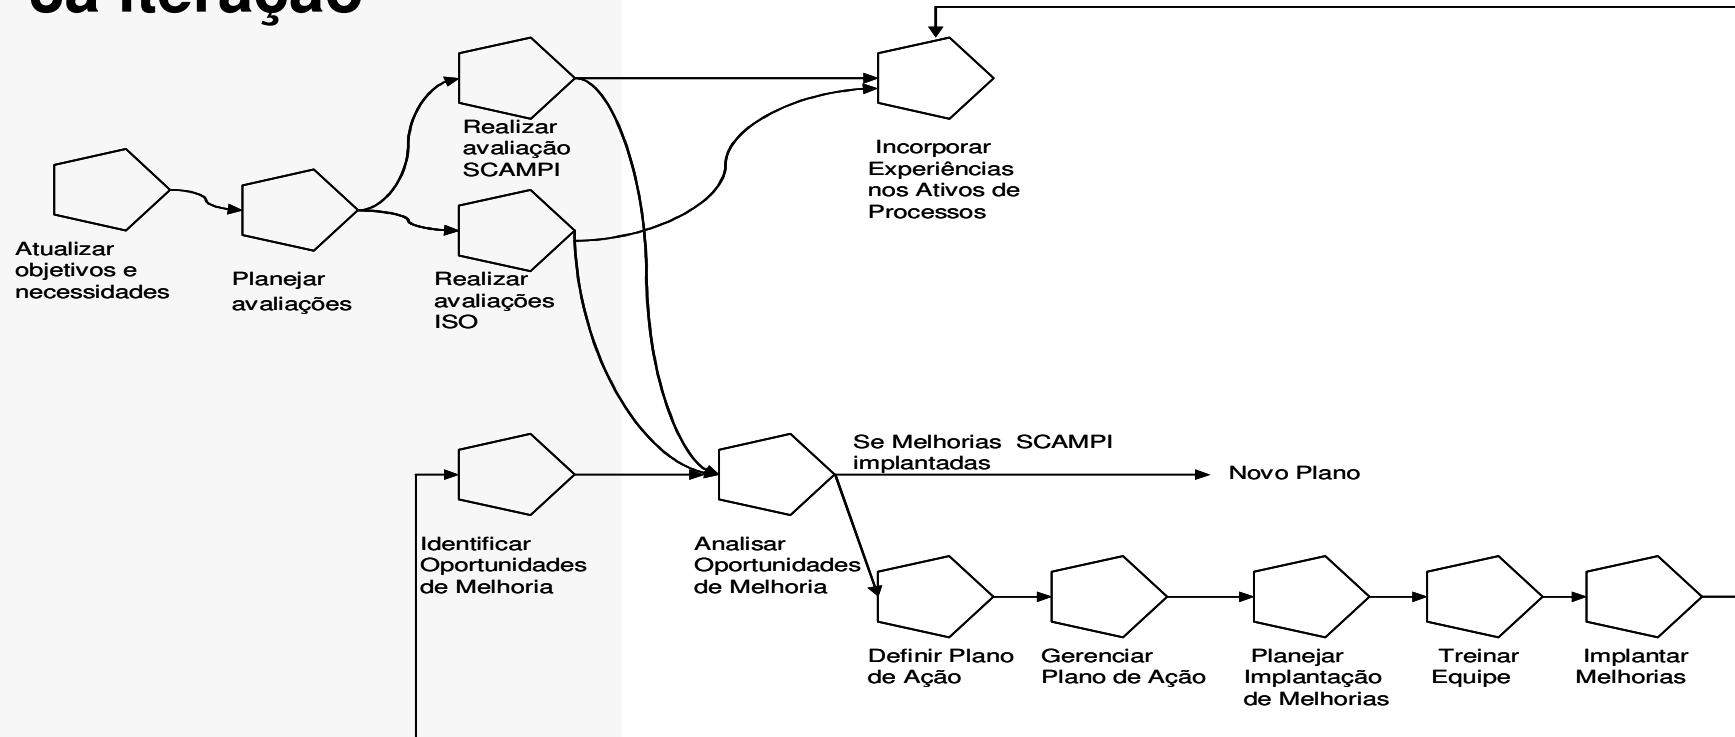 3a Iteração
Realizar
avaliação
SCAMPI
Incorporar
Experiências
nos Ativos de
Processos
Atualizar
objetivos e
necessidades
Planejar
avaliações
Realizar
avaliações
ISO
Se Melhorias SCAMPI
implantadas
Novo Plano
Identificar
Oportunidades
de Melhoria
Analisar
Oportunidades
de Melhoria
Definir Plano
de Ação
Gerenciar
Plano de Ação
Planejar
Implantação
de Melhorias
Treinar
Equipe
Implantar
Melhorias